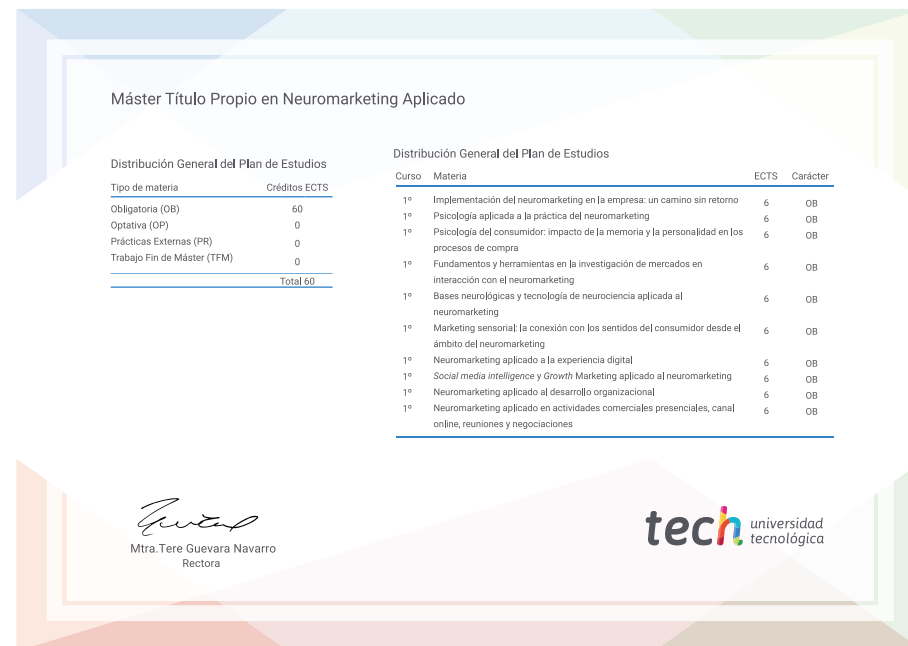 Máster Título Propio en Neuromarketing Aplicado
Distribución General del Plan de Estudios
Tipo de materia Créditos ECTS
Obligatoria (OB) 60
Optativa (OP) 0
Prácticas Externas (PR) 0
Trabajo Fin de Máster (TFM) 0
Total 60
Distribución General del Plan de Estudios
Curso Materia ECTS Carácter
1º Implementación del neuromarketing en la empresa: un camino sin retorno 6 OB
1º Psicología aplicada a la práctica del neuromarketing 6 OB
1º Psicología del consumidor: impacto de la memoria y la personalidad en los 6 OB
procesos de compra
1º Fundamentos y herramientas en la investigación de mercados en 6 OB
interacción con el neuromarketing
1º Bases neurológicas y tecnología de neurociencia aplicada al 6 OB
neuromarketing
1º Marketing sensorial: la conexión con los sentidos del consumidor desde el 6 OB
ámbito del neuromarketing
1º Neuromarketing aplicado a la experiencia digital 6 OB
1º Social media intelligence y Growth Marketing aplicado al neuromarketing 6 OB
1º Neuromarketing aplicado al desarrollo organizacional 6 OB
1º Neuromarketing aplicado en actividades comerciales presenciales, canal 6 OB
online, reuniones y negociaciones
Mtra.Tere Guevara Navarro
Rectora
tech universidad
tecnológica